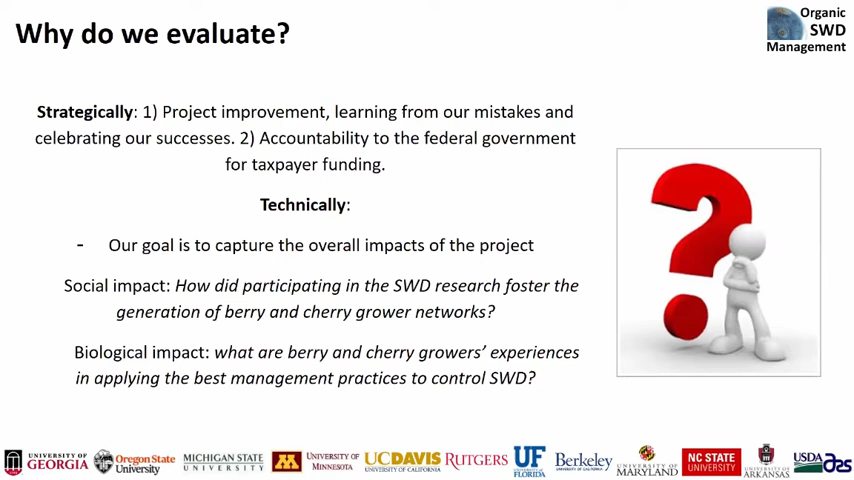 Why do we evaluate?
Organic
SWD
Management
Strategically: 1) Project improvement, learning from our mistakes and
celebrating our successes. 2) Accountability to the federal government
for taxpayer funding.
Technically:
- Our goal is to capture the overall impacts of the project
Social impact: How did participating in the SWD research foster the
generation of berry and cherry grower networks?
Biological impact: what are berry and cherry growers' experiences
in applying the best management practices to control SWD?
?
UNIVERSITY OF
GEORGIA
Oregon State
University
MICHIGAN STATE
UNIVERSITY
M
UNIVERSITY OF
MINNESOTA
UCDAVIS
UNIVERSITY OF CALIFORNIA
RUTGERS
UF
UNIVERSITY of
FLORIDA
Berkeley
UNIVERSITY OF CALIFORNIA
UNIVERSITY OF
MARYLAND
NC STATE
UNIVERSITY
UNIVERSITY OF
ARKANSAS
USDA
ars